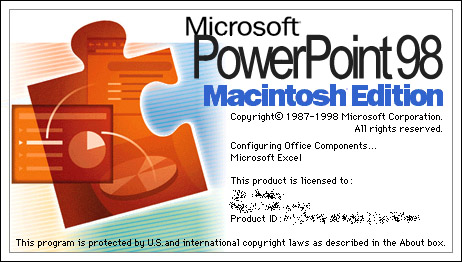 Microsoft®
PowerPoint 98
Macintosh Edition
Copyright© 1987-1998 Microsoft Corporation.
All rights reserved.
Configuring Office Components...
Microsoft Excel
This product is licensed to:
Product ID:
This program is protected by U.S. and international copyright laws as described in the About box.